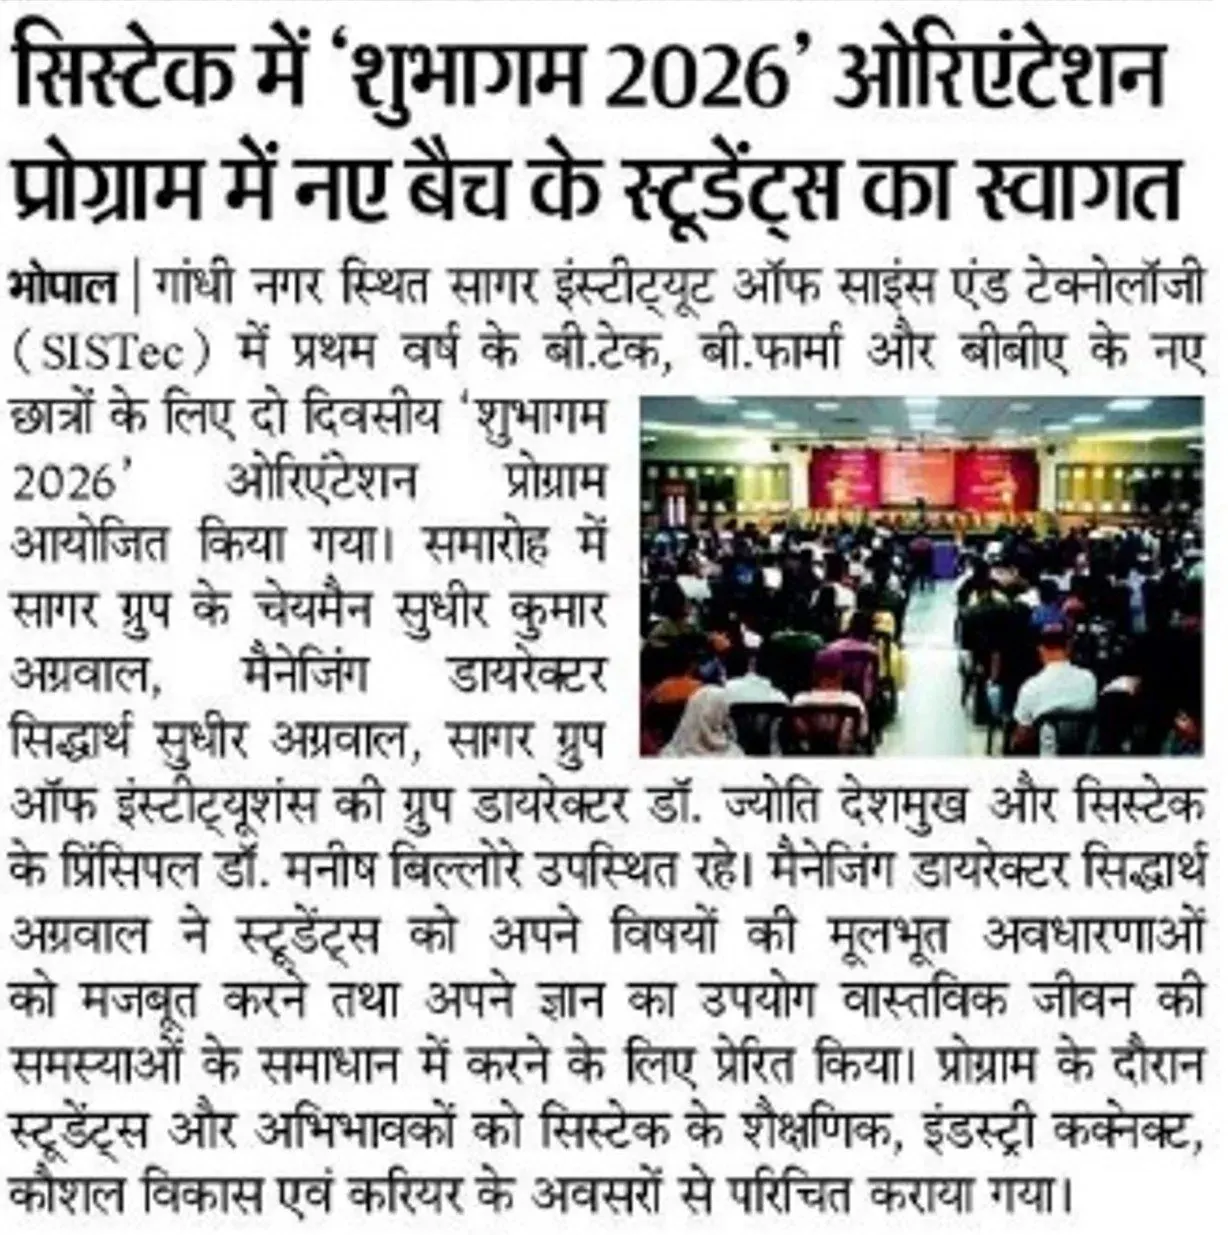 सिस्टेक में ‘शुभागम 2026’ ओरिएंटेशन
प्रोग्राम में नए बैच के स्टूडेंट्स का स्वागत
भोपाल | गांधी नगर स्थित सागर इंस्टीट्यूट ऑफ साइंस एंड टेक्नोलॉजी
(SISTec) में प्रथम वर्ष के बी.टेक, बी.फार्मा और बीबीए के नए
छात्रों के लिए दो दिवसीय ‘शुभागम
2026’ ओरिएंटेशन प्रोग्राम
आयोजित किया गया। समारोह में
सागर ग्रुप के चेयमैन सुधीर कुमार
अग्रवाल, मैनेजिंग डायरेक्टर
सिद्धार्थ सुधीर अग्रवाल, सागर ग्रुप
ऑफ इंस्टीट्यूशंस की ग्रुप डायरेक्टर डॉ. ज्योति देशमुख और सिस्टेक
के प्रिंसिपल डॉ. मनीष बिल्लोरे उपस्थित रहे। मैनेजिंग डायरेक्टर सिद्धार्थ
अग्रवाल ने स्टूडेंट्स को अपने विषयों की मूलभूत अवधारणाओं
को मजबूत करने तथा अपने ज्ञान का उपयोग वास्तविक जीवन की
समस्याओं के समाधान में करने के लिए प्रेरित किया। प्रोग्राम के दौरान
स्टूडेंट्स और अभिभावकों को सिस्टेक के शैक्षणिक, इंडस्ट्री कक्नेक्ट,
कौशल विकास एवं करियर के अवसरों से परिचित कराया गया।